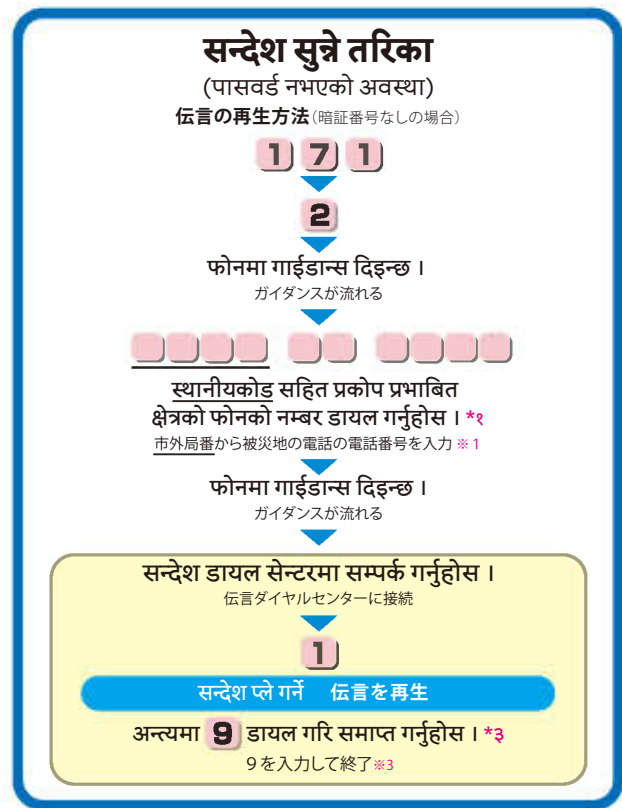 सन्देश सुन्ने तरिका
(पासवर्ड नभएको अवस्था)
伝言の再生方法(暗証番号なしの場合)
1 7 1
2
फोनमा गाईडान्स दिइन्छ ।
ガイダンスが流れる
स्थानीयकोड सहित प्रकोप प्रभाबित
क्षेत्रको फोनको नम्बर डायल गर्नुहोस । *१
市外局番から被災地の電話の電話番号を入力 ※1
फोनमा गाईडान्स दिइन्छ ।
ガイダンスが流れる
सन्देश डायल सेन्टरमा सम्पर्क गर्नुहोस ।
伝言ダイヤルセンターに接続
1
सन्देश प्ले गर्ने 伝言を再生
अन्त्यमा 9 डायल गरि समाप्त गर्नुहोस । *३
9を入力して終了※3